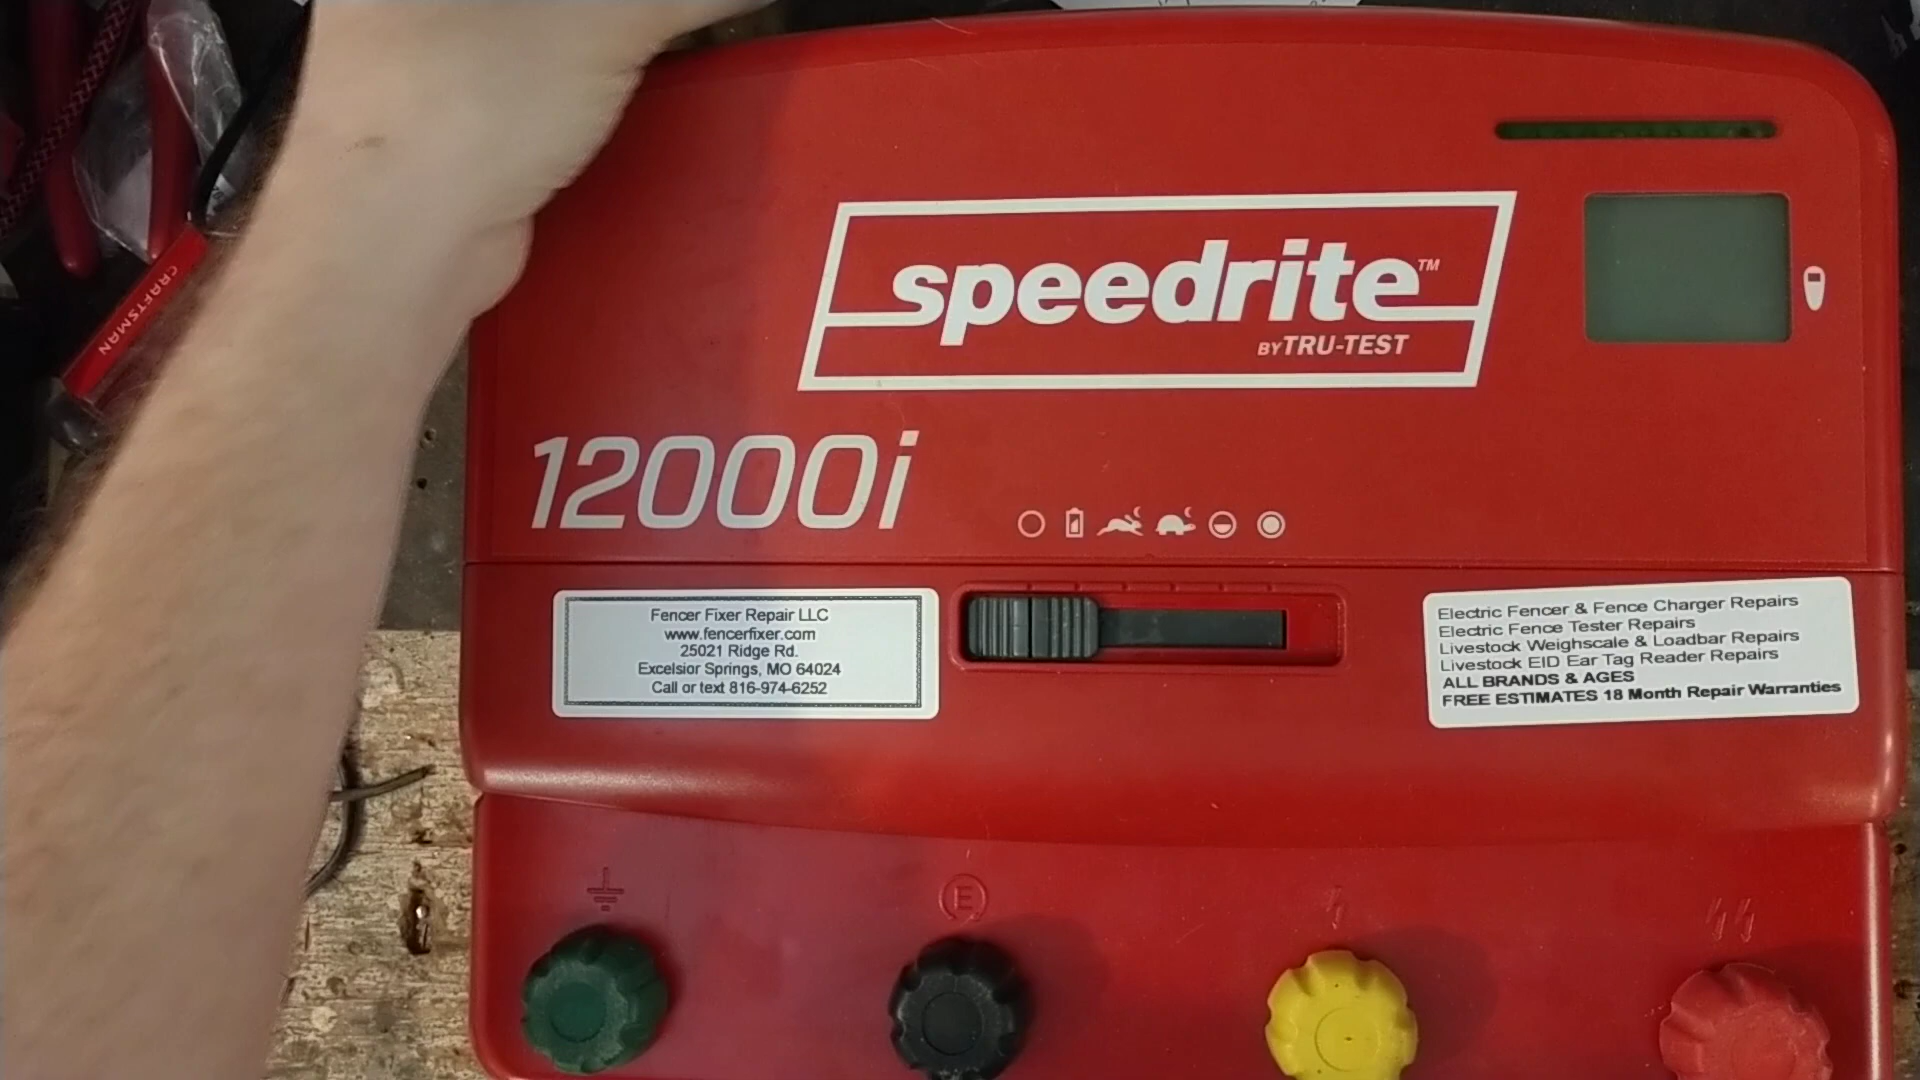 CRAFTSMAN
speedrite™
BY TRU-TEST
12000i
Fencer Fixer Repair LLC
www.fencerfixer.com
25021 Ridge Rd.
Excelsior Springs, MO 64024
Call or text 816-974-6252
Electric Fencer & Fence Charger Repairs
Electric Fence Tester Repairs
Livestock Weighscale & Loadbar Repairs
Livestock EID Ear Tag Reader Repairs
ALL BRANDS & AGES
FREE ESTIMATES 18 Month Repair Warranties
E